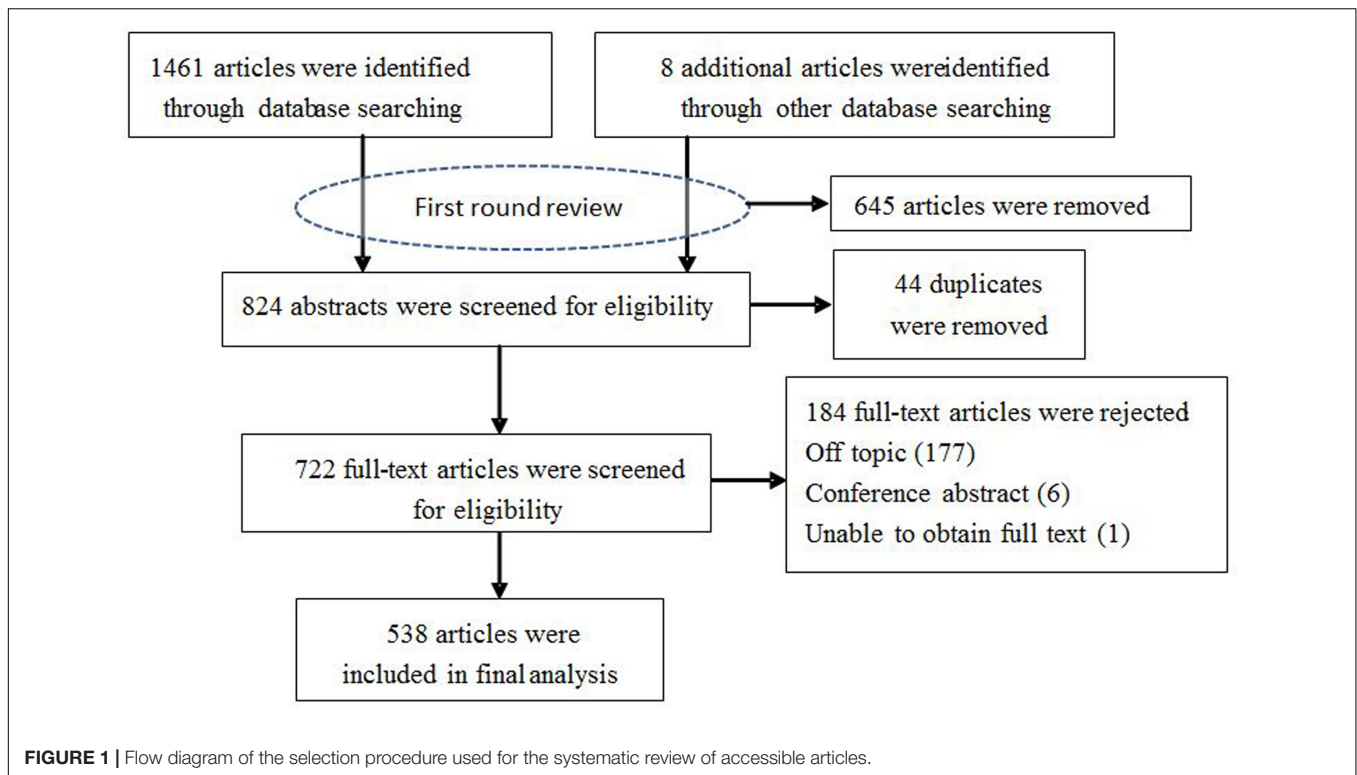 1461 articles were identified
through database searching
8 additional articles wereidentified
through other database searching
First round review
645 articles were removed
824 abstracts were screened for eligibility
44 duplicates
were removed
722 full-text articles were screened
for eligibility
184 full-text articles were rejected
Off topic (177)
Conference abstract (6)
Unable to obtain full text (1)
538 articles were
included in final analysis
FIGURE 1 | Flow diagram of the selection procedure used for the systematic review of accessible articles.